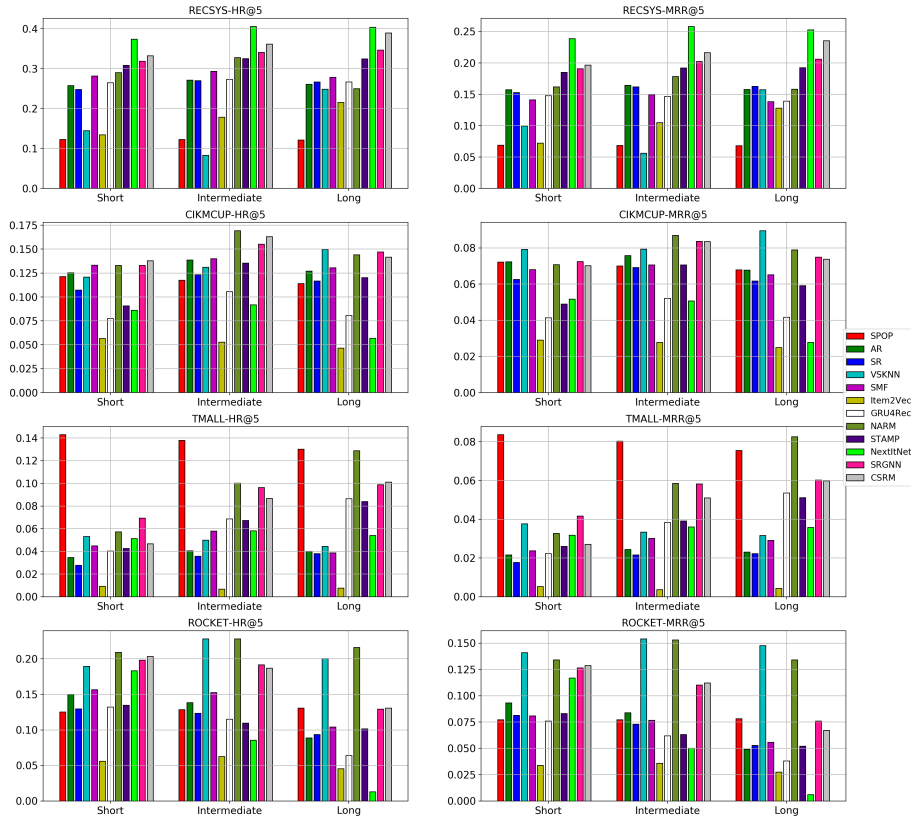 RECSYS-HR@5
0.4
0.3
0.2
0.1
0.0
Short Intermediate Long
RECSYS-MRR@5
0.25
0.20
0.15
0.10
0.05
0.00
Short Intermediate Long
CIKMCUP-HR@5
0.175
0.150
0.125
0.100
0.075
0.050
0.025
0.000
Short Intermediate Long
CIKMCUP-MRR@5
0.08
0.06
0.04
0.02
0.00
Short Intermediate Long
SPOP
AR
SR
VSKNN
SMF
Item2Vec
GRU4Rec
NARM
STAMP
NextItNet
SRGNN
CSRM
TMALL-HR@5
0.14
0.12
0.10
0.08
0.06
0.04
0.02
0.00
Short Intermediate Long
TMALL-MRR@5
0.08
0.06
0.04
0.02
0.00
Short Intermediate Long
ROCKET-HR@5
0.20
0.15
0.10
0.05
0.00
Short Intermediate Long
ROCKET-MRR@5
0.150
0.125
0.100
0.075
0.050
0.025
0.000
Short Intermediate Long